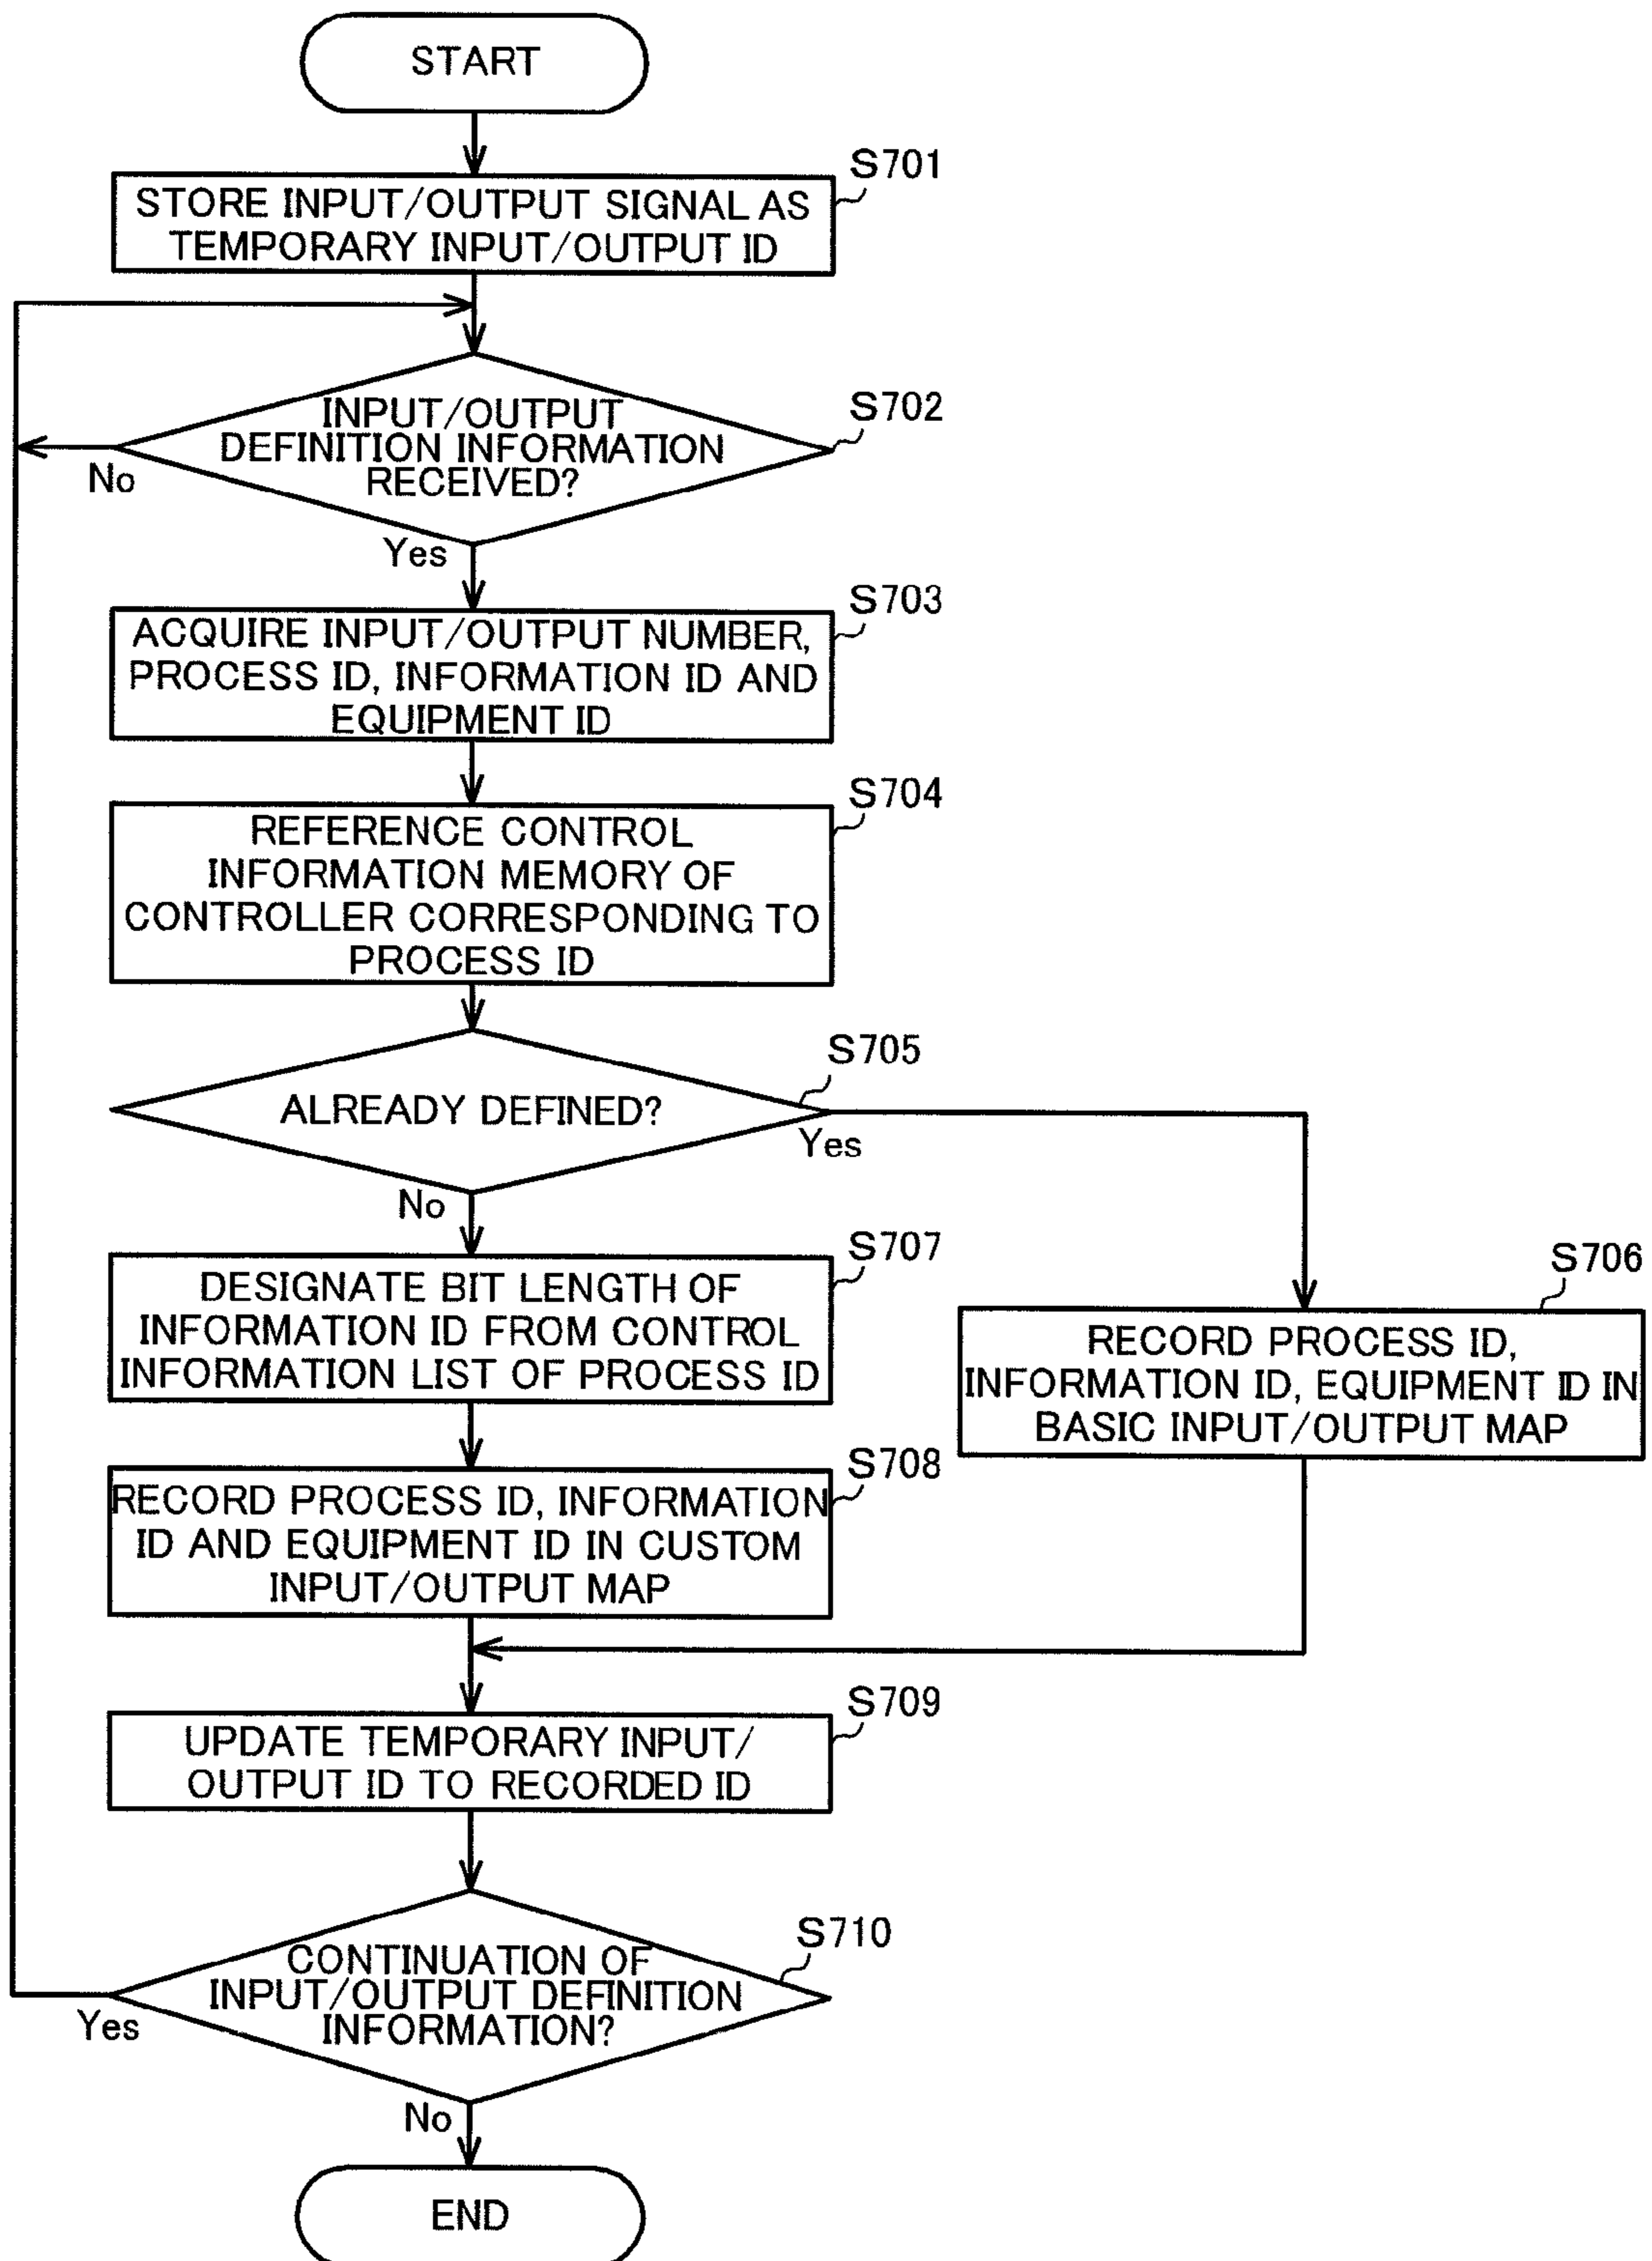 START
S701
STORE INPUT/OUTPUT SIGNAL AS
TEMPORARY INPUT/OUTPUT ID
S702
INPUT/OUTPUT
DEFINITION INFORMATION
RECEIVED?
No
Yes
S703
ACQUIRE INPUT/OUTPUT NUMBER,
PROCESS ID, INFORMATION ID AND
EQUIPMENT ID
S704
REFERENCE CONTROL
INFORMATION MEMORY OF
CONTROLLER CORRESPONDING TO
PROCESS ID
S705
ALREADY DEFINED?
Yes
No
S707
DESIGNATE BIT LENGTH OF
INFORMATION ID FROM CONTROL
INFORMATION LIST OF PROCESS ID
S706
RECORD PROCESS ID,
INFORMATION ID, EQUIPMENT ID IN
BASIC INPUT/OUTPUT MAP
S708
RECORD PROCESS ID, INFORMATION
ID AND EQUIPMENT ID IN CUSTOM
INPUT/OUTPUT MAP
S709
UPDATE TEMPORARY INPUT/
OUTPUT ID TO RECORDED ID
S710
CONTINUATION OF
INPUT/OUTPUT DEFINITION
INFORMATION?
Yes
No
END